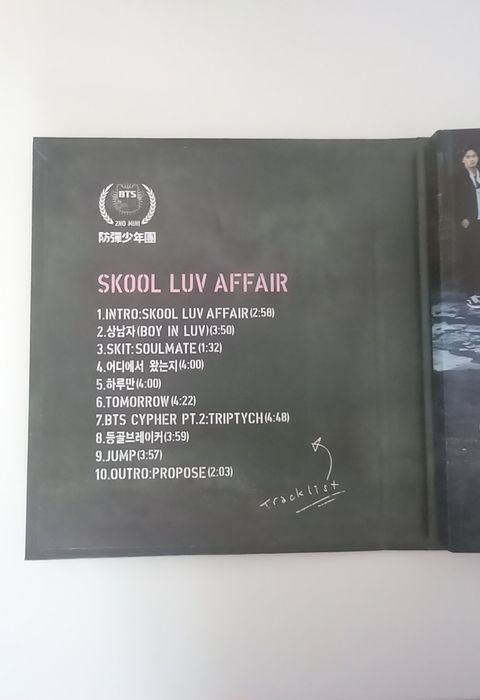 BTS
2ND MINI
防彈少年團
SKOOL LUV AFFAIR
1.INTRO:SKOOL LUV AFFAIR(2:58)
2.상남자(BOY IN LUV)(3:50)
3.SKIT:SOULMATE(1:32)
4.어디에서 왔는지(4:00)
5.하루만(4:00)
6.TOMORROW(4:22)
7.BTS CYPHER PT.2:TRIPTYCH(4:48)
8.등골브레이커(3:59)
9.JUMP(3:57)
10.OUTRO:PROPOSE(2:03)
Tracklist